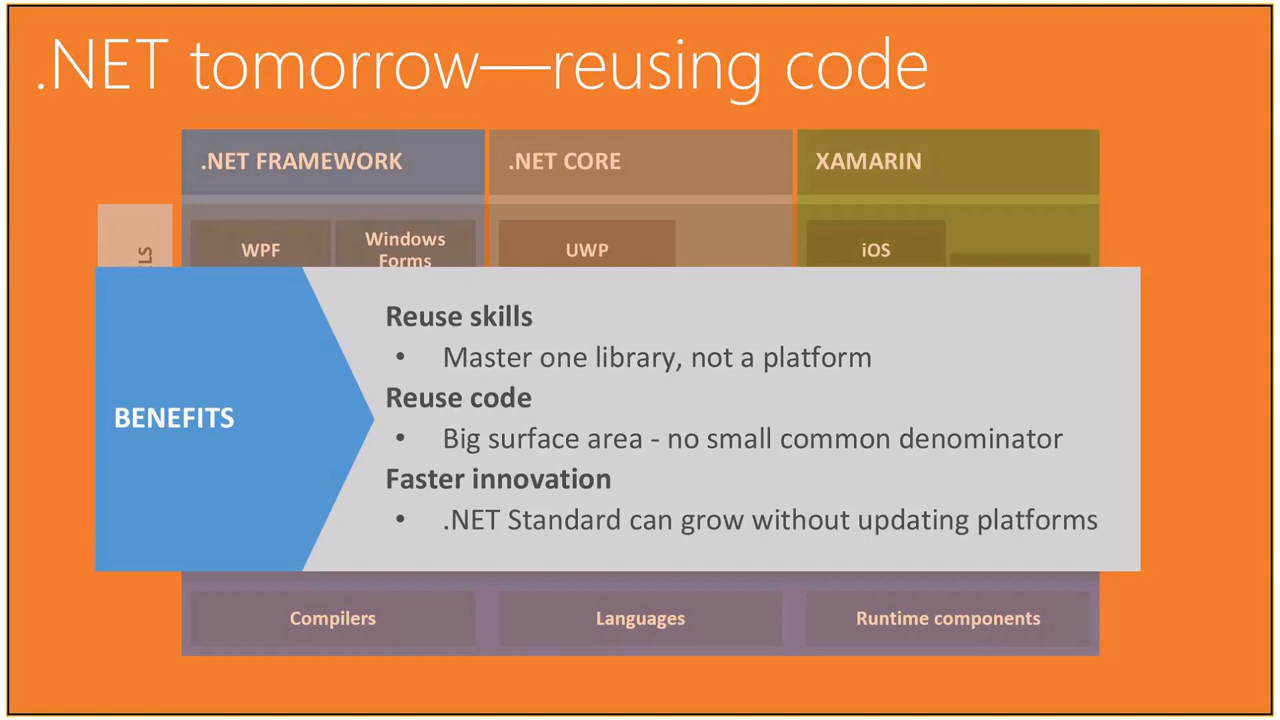 .NET tomorrow—reusing code
.NET FRAMEWORK
.NET CORE
XAMARIN
WPF
Windows
Forms
UWP
iOS
BENEFITS
Reuse skills
• Master one library, not a platform
Reuse code
• Big surface area - no small common denominator
Faster innovation
• .NET Standard can grow without updating platforms
Compilers
Languages
Runtime components